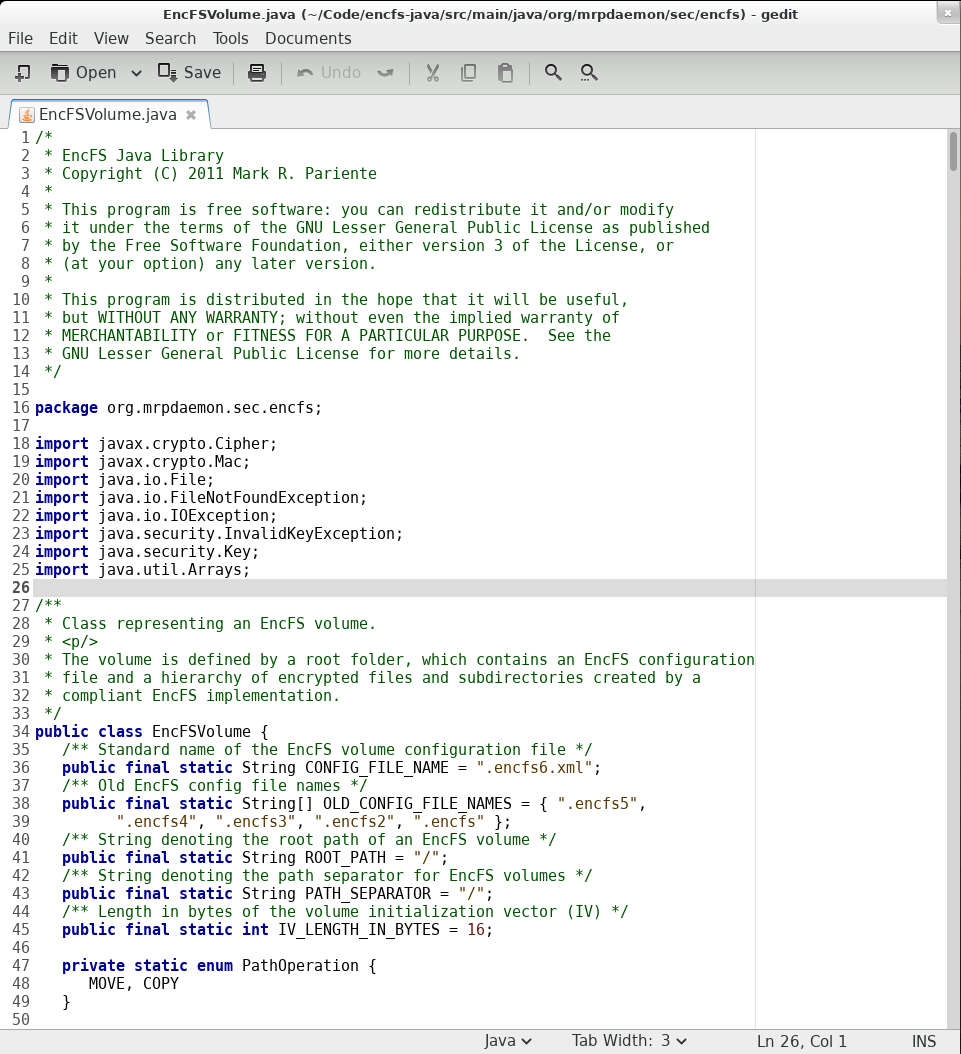 EncFSVolume.java (~/Code/encfs-java/src/main/java/org/mrpdaemon/sec/encfs) - gedit
File Edit View Search Tools Documents
Open Save Undo
EncFSVolume.java
1 /*
2  * EncFS Java Library
3  * Copyright (C) 2011 Mark R. Pariente
4  *
5  * This program is free software: you can redistribute it and/or modify
6  * it under the terms of the GNU Lesser General Public License as published
7  * by the Free Software Foundation, either version 3 of the License, or
8  * (at your option) any later version.
9  *
10  * This program is distributed in the hope that it will be useful,
11  * but WITHOUT ANY WARRANTY; without even the implied warranty of
12  * MERCHANTABILITY or FITNESS FOR A PARTICULAR PURPOSE.  See the
13  * GNU Lesser General Public License for more details.
14  */
15
16 package org.mrpdaemon.sec.encfs;
17
18 import javax.crypto.Cipher;
19 import javax.crypto.Mac;
20 import java.io.File;
21 import java.io.FileNotFoundException;
22 import java.io.IOException;
23 import java.security.InvalidKeyException;
24 import java.security.Key;
25 import java.util.Arrays;
26
27 /**
28  * Class representing an EncFS volume.
29  * <p/>
30  * The volume is defined by a root folder, which contains an EncFS configuration
31  * file and a hierarchy of encrypted files and subdirectories created by a
32  * compliant EncFS implementation.
33  */
34 public class EncFSVolume {
35    /** Standard name of the EncFS volume configuration file */
36    public final static String CONFIG_FILE_NAME = ".encfs6.xml";
37    /** Old EncFS config file names */
38    public final static String[] OLD_CONFIG_FILE_NAMES = { ".encfs5",
39          ".encfs4", ".encfs3", ".encfs2", ".encfs" };
40    /** String denoting the root path of an EncFS volume */
41    public final static String ROOT_PATH = "/";
42    /** String denoting the path separator for EncFS volumes */
43    public final static String PATH_SEPARATOR = "/";
44    /** Length in bytes of the volume initialization vector (IV) */
45    public final static int IV_LENGTH_IN_BYTES = 16;
46
47    private static enum PathOperation {
48       MOVE, COPY
49    }
50
Java Tab Width: 3 Ln 26, Col 1 INS